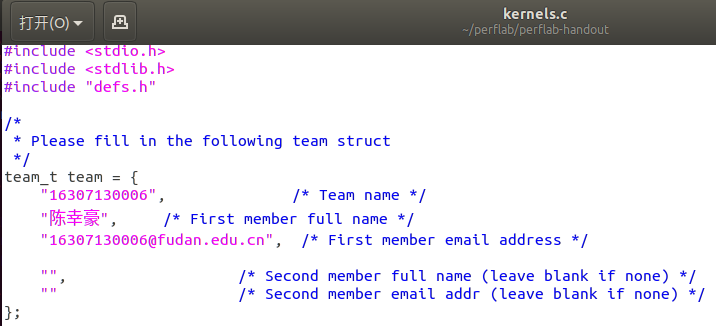 打开(O)
kernels.c
~/perflab/perflab-handout
#include <stdio.h>
#include <stdlib.h>
#include "defs.h"
/*
 * Please fill in the following team struct
 */
team_t team = {
    "16307130006",              /* Team name */
    "陈幸豪",     /* First member full name */
    "16307130006@fudan.edu.cn",  /* First member email address */
    "",                   /* Second member full name (leave blank if none) */
    ""                    /* Second member email addr (leave blank if none) */
};